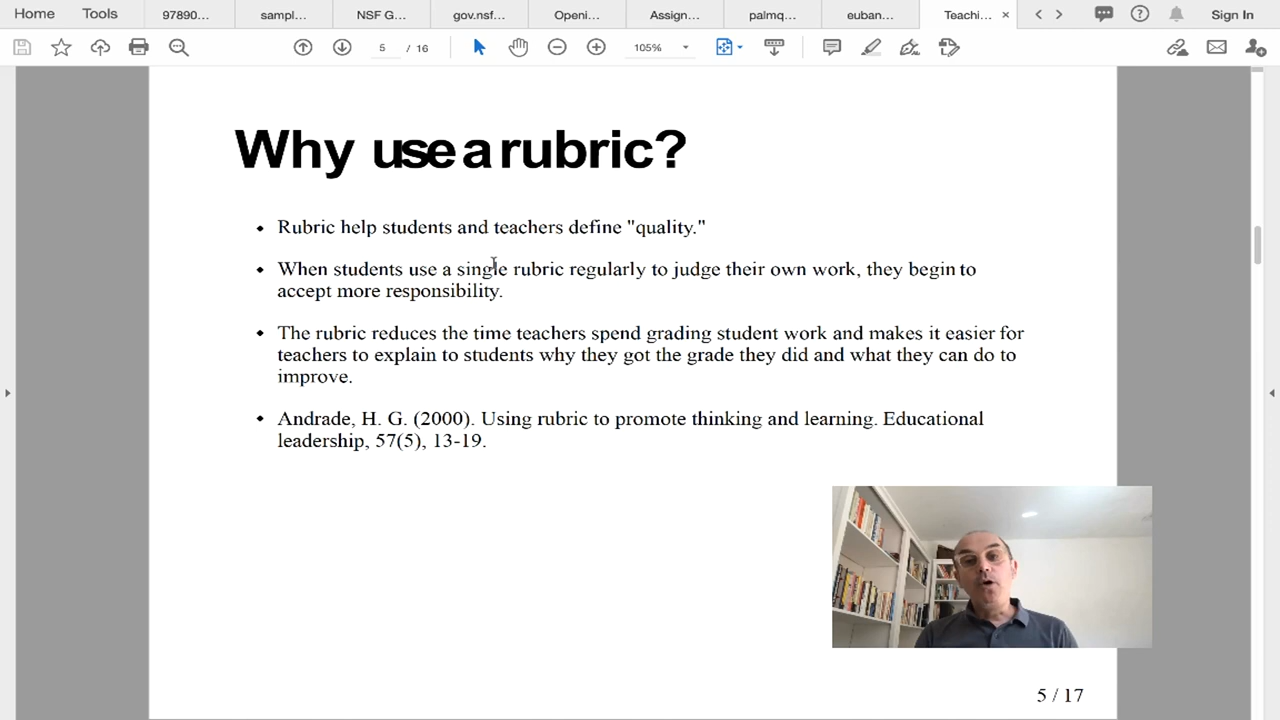 Home Tools 97890... sampl... NSF G... gov.nsf... Openi... Assign... palmq... euban... Teachi... Sign In
5 / 16 105%
Why use a rubric?
Rubric help students and teachers define "quality."
When students use a single rubric regularly to judge their own work, they begin to
accept more responsibility.
The rubric reduces the time teachers spend grading student work and makes it easier for
teachers to explain to students why they got the grade they did and what they can do to
improve.
Andrade, H. G. (2000). Using rubric to promote thinking and learning. Educational
leadership, 57(5), 13-19.
5 / 17